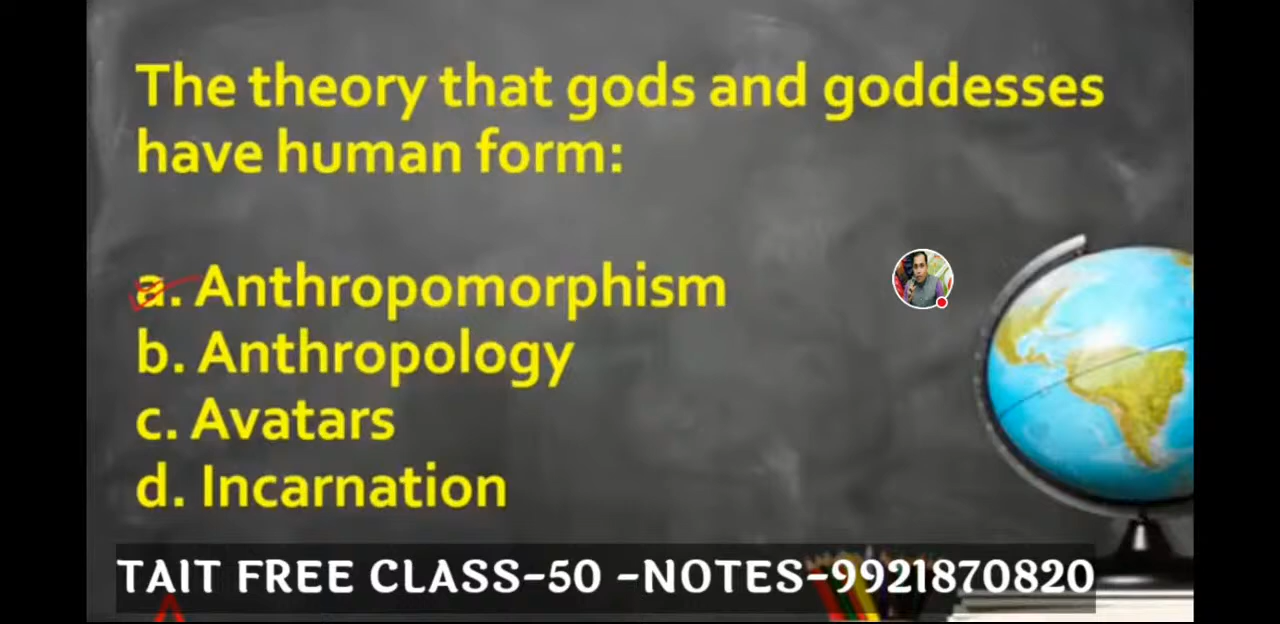 The theory that gods and goddesses
have human form:
a. Anthropomorphism
b. Anthropology
c. Avatars
d. Incarnation
TAIT FREE CLASS-50 -NOTES-9921870820